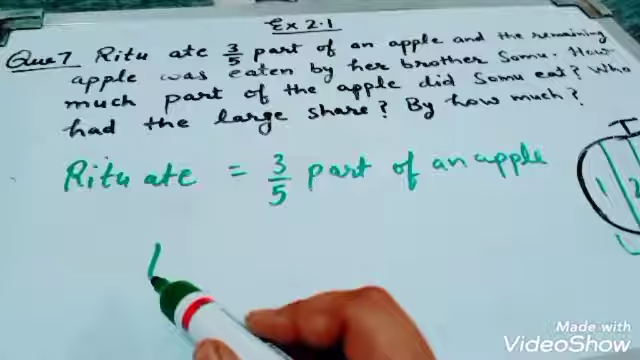 Ex 2.1
Que 7 Ritu ate 3/5 part of an apple and the remaining
apple was eaten by her brother Somu. How
much part of the apple did Somu eat? Who
had the large share? By how much?
Ritu ate = 3/5 part of an apple
1 2
Made with
VideoShow